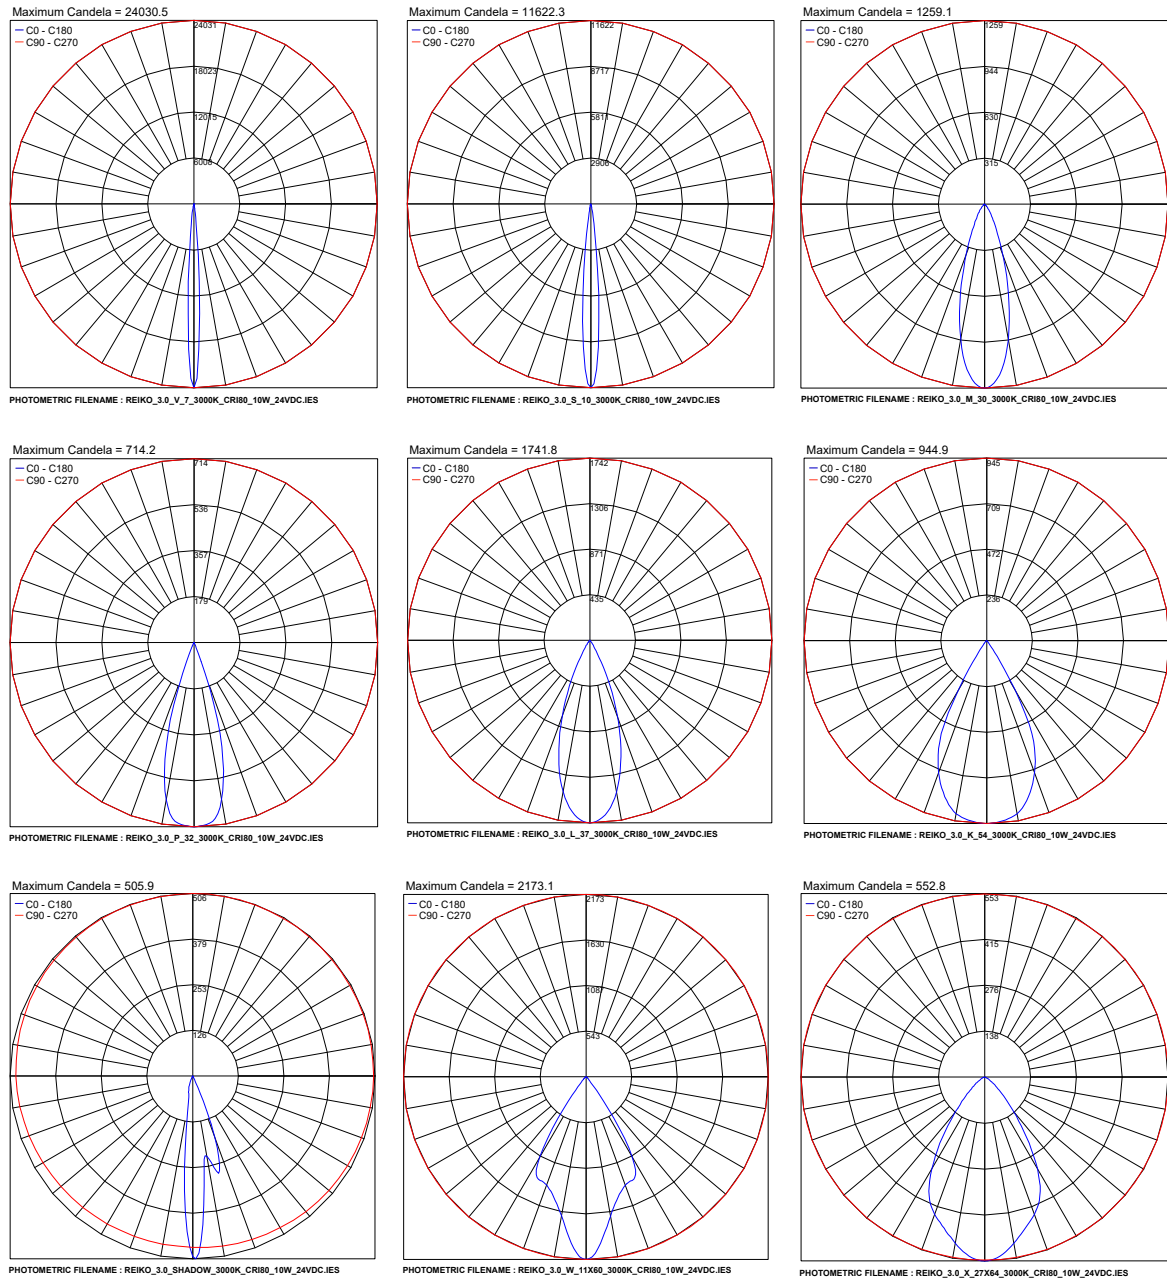 Maximum Candela = 24030.5
C0 - C180
C90 - C270
24031
18023
12015
6008
PHOTOMETRIC FILENAME : REIKO_3.0_V_7_3000K_CRI80_10W_24VDC.IES
Maximum Candela = 11622.3
C0 - C180
C90 - C270
11622
8717
5811
2906
PHOTOMETRIC FILENAME : REIKO_3.0_S_10_3000K_CRI80_10W_24VDC.IES
Maximum Candela = 1259.1
C0 - C180
C90 - C270
1259
944
630
315
PHOTOMETRIC FILENAME : REIKO_3.0_M_30_3000K_CRI80_10W_24VDC.IES
Maximum Candela = 714.2
C0 - C180
C90 - C270
714
536
357
179
PHOTOMETRIC FILENAME : REIKO_3.0_P_32_3000K_CRI80_10W_24VDC.IES
Maximum Candela = 1741.8
C0 - C180
C90 - C270
1742
1306
871
435
PHOTOMETRIC FILENAME : REIKO_3.0_L_37_3000K_CRI80_10W_24VDC.IES
Maximum Candela = 944.9
C0 - C180
C90 - C270
945
709
472
236
PHOTOMETRIC FILENAME : REIKO_3.0_K_54_3000K_CRI80_10W_24VDC.IES
Maximum Candela = 505.9
C0 - C180
C90 - C270
506
379
253
126
PHOTOMETRIC FILENAME : REIKO_3.0_SHADOW_3000K_CRI80_10W_24VDC.IES
Maximum Candela = 2173.1
C0 - C180
C90 - C270
2173
1630
1087
543
PHOTOMETRIC FILENAME : REIKO_3.0_W_11X60_3000K_CRI80_10W_24VDC.IES
Maximum Candela = 552.8
C0 - C180
C90 - C270
553
415
276
138
PHOTOMETRIC FILENAME : REIKO_3.0_X_27X64_3000K_CRI80_10W_24VDC.IES